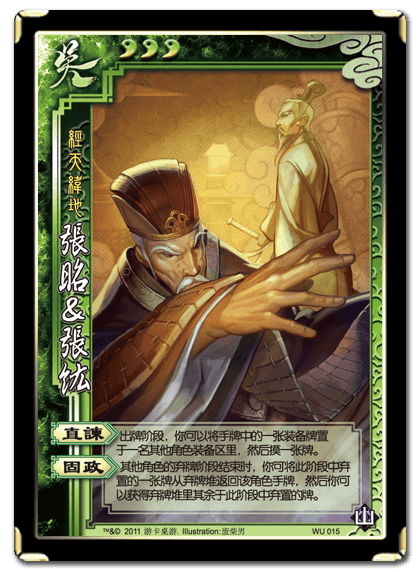 吳
經天緯地
張昭&張紘
直諫
出牌阶段，你可以将手牌中的一张装备牌置
于一名其他角色装备区里，然后摸一张牌。
固政
其他角色的弃牌阶段结束时，你可将此阶段中弃
置的一张牌从弃牌堆返回该角色手牌，然后你可
以获得弃牌堆里其余于此阶段中弃置的牌。
™&© 2011 游卡桌游. Illustration:废柴男
WU 015